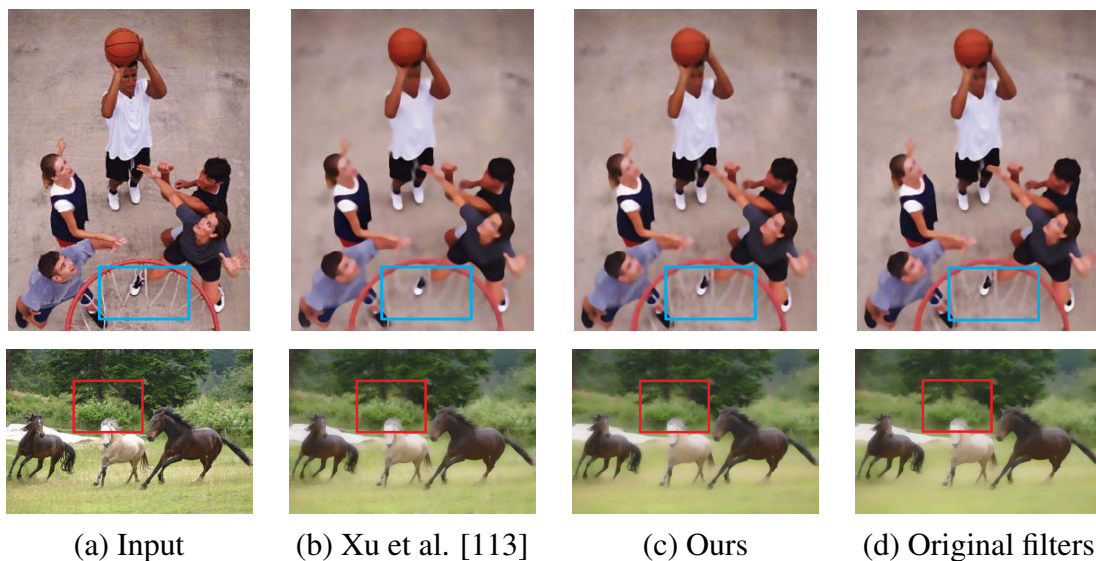 (a) Input
(b) Xu et al. [113]
(c) Ours
(d) Original filters